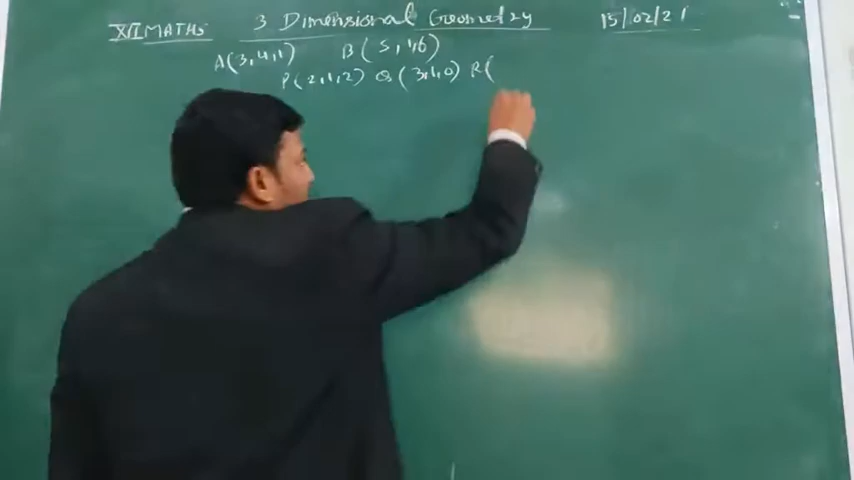 XII MATHS 3 Dimensional Geometry 15/02/21
A(3,4,1) B(5,1,6)
P(2,1,2) Q(3,1,0) R(